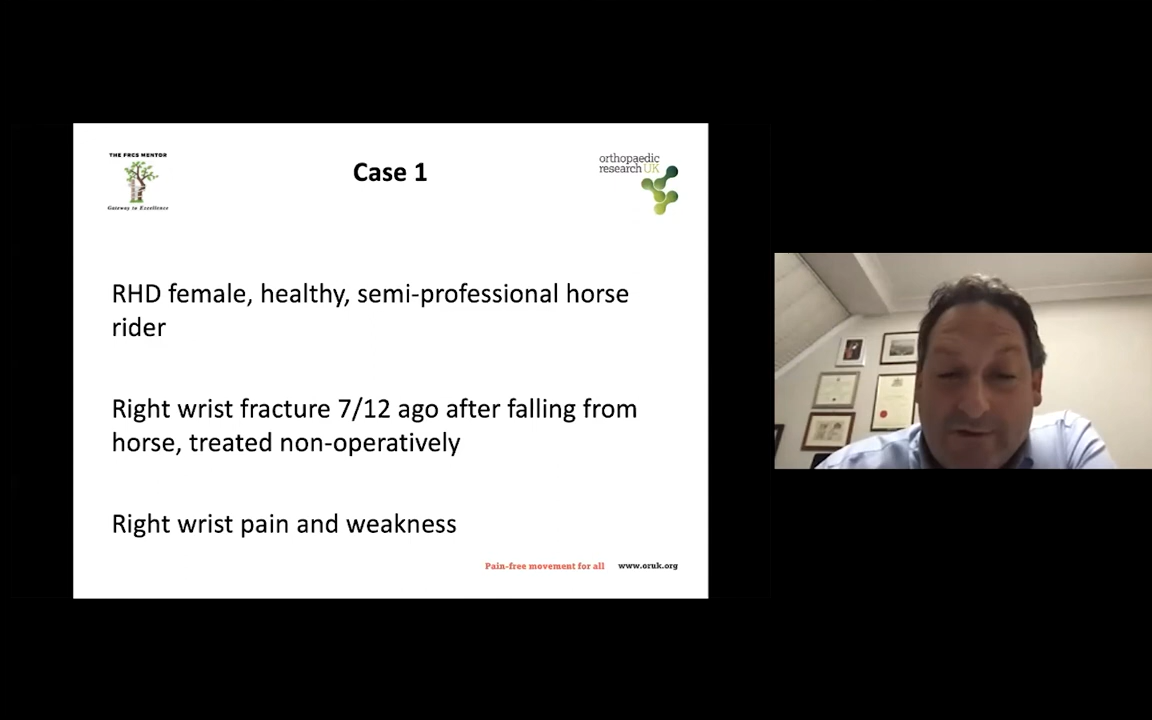 THE FRCS MENTOR
Gateway to Excellence
Case 1
orthopaedic
research UK
RHD female, healthy, semi-professional horse
rider
Right wrist fracture 7/12 ago after falling from
horse, treated non-operatively
Right wrist pain and weakness
Pain-free movement for all www.oruk.org